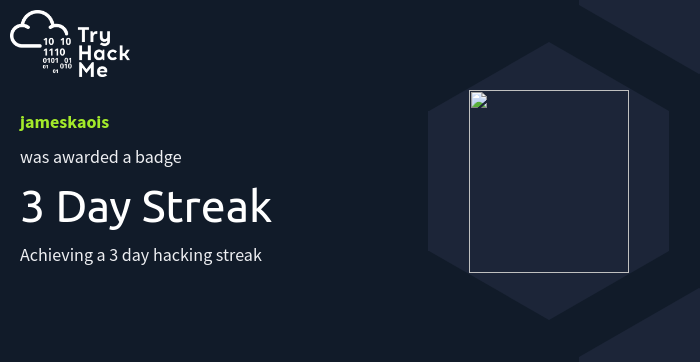 Try
Hack
Me
10 10
1110
0101 01
01 010
01
jameskaois
was awarded a badge
3 Day Streak
Achieving a 3 day hacking streak